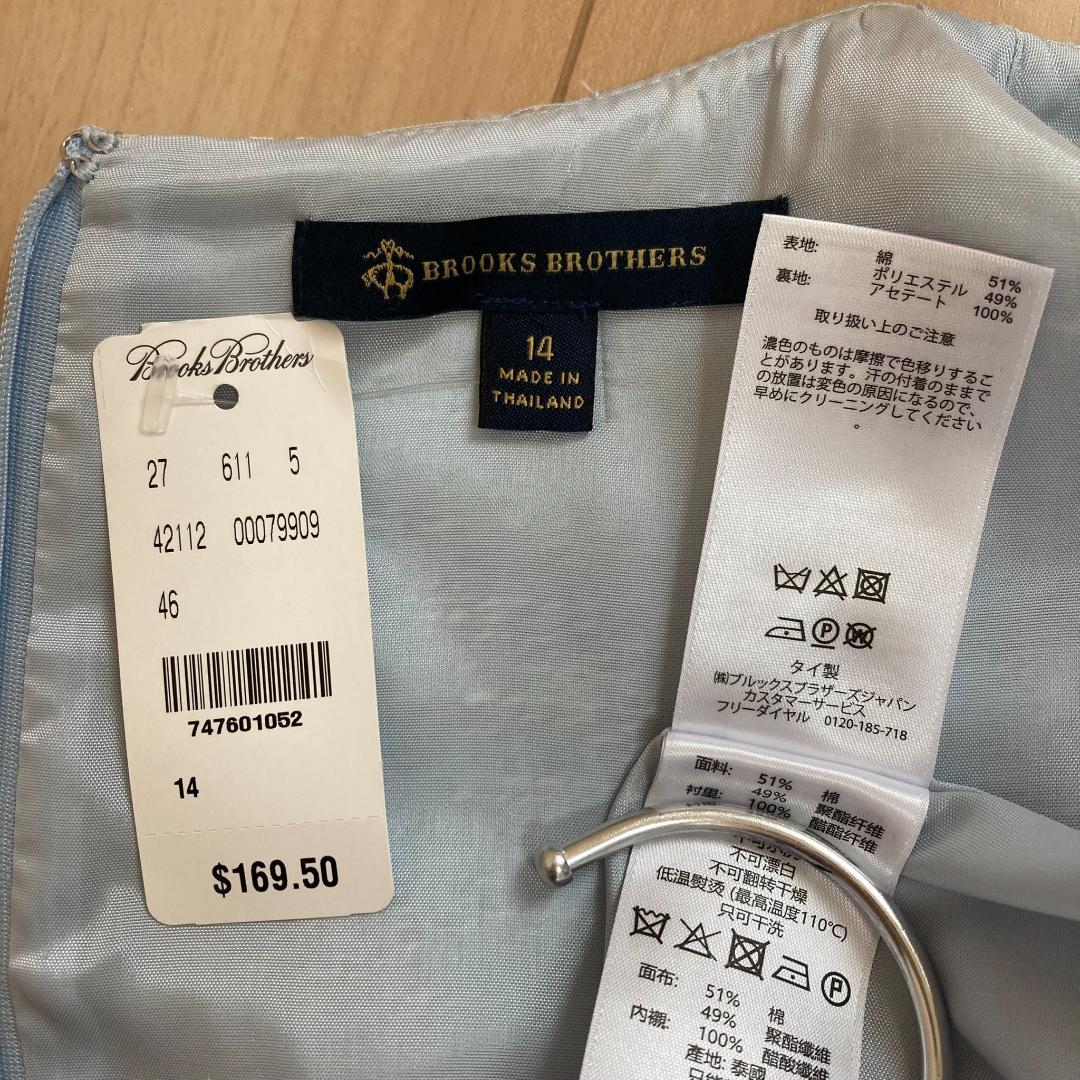 BROOKS BROTHERS
14
MADE IN
THAILAND
Brooks Brothers
27 611 5
42112 00079909
46
747601052
14
$169.50
表地: 綿 51%
ポリエステル 49%
裏地: アセテート 100%
取り扱い上のご注意
濃色のものは摩擦で色移りするこ
とがあります。汗の付着のままで
の放置は変色の原因になるので、
早めにクリーニングしてください
。
P W
タイ製
㈱ブルックスブラザーズジャパン
カスタマーサービス
フリーダイヤル 0120-185-718
面料: 51% 棉
49% 聚酯纤维
衬里: 100% 醋酯纤维
不可漂白
不可翻转干燥
低温熨烫 (最高温度110℃)
只可干洗
P
面布: 51% 棉
49% 聚酯纖維
內襯: 100% 醋酸纖維
產地: 泰國